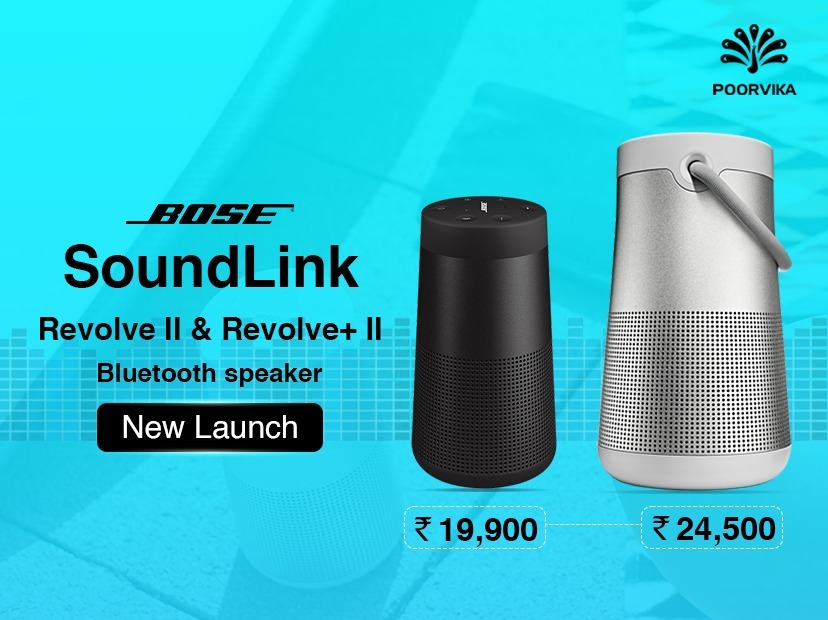 POORVIKA
BOSE
SoundLink
Revolve II & Revolve+ II
Bluetooth speaker
New Launch
₹ 19,900
₹ 24,500